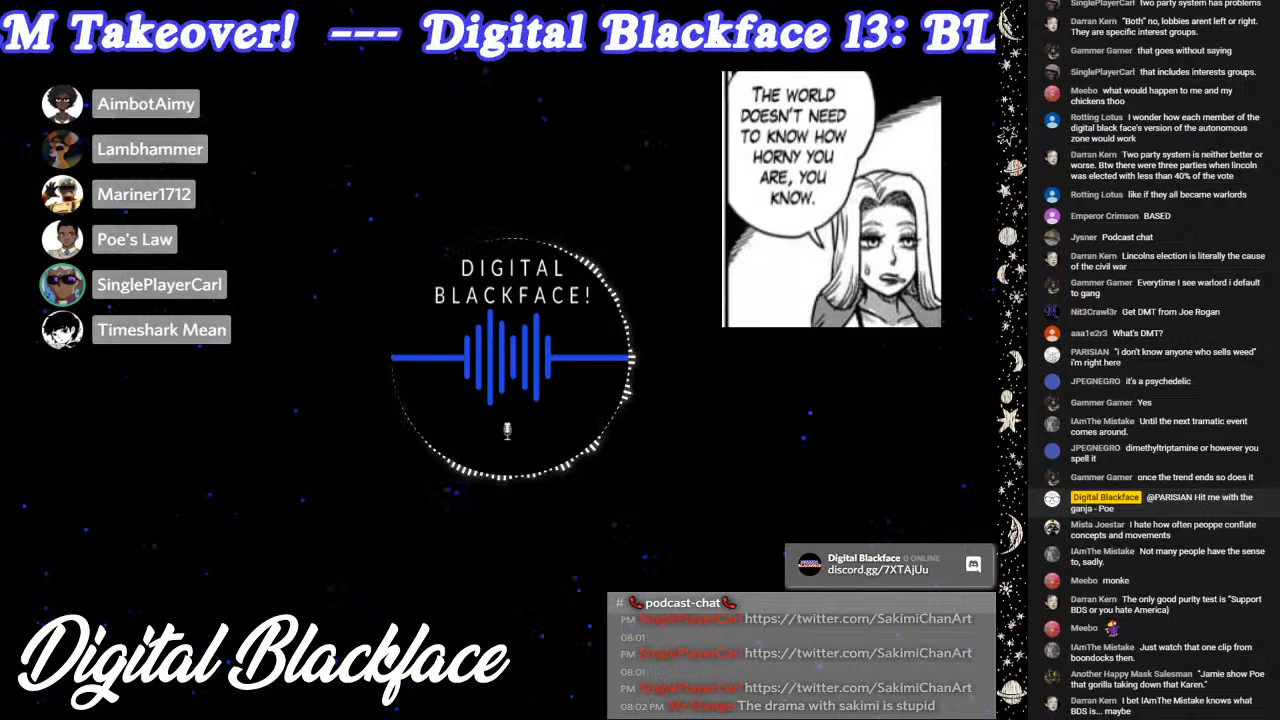 M Takeover! --- Digital Blackface 13: BL
AimbotAimy
Lambhammer
Mariner1712
Poe's Law
SinglePlayerCarl
Timeshark Mean
THE WORLD
DOESN'T NEED
TO KNOW HOW
HORNY YOU
ARE, YOU
KNOW.
DIGITAL
BLACKFACE!
Digital Blackface 0 ONLINE
discord.gg/7XTAjUu
# podcast-chat
PM SinglePlayerCarl https://twitter.com/SakimiChanArt
08:01
PM SinglePlayerCarl https://twitter.com/SakimiChanArt
08:01
PM SinglePlayerCarl https://twitter.com/SakimiChanArt
08:02 PM Mr Mango The drama with sakimi is stupid
Digital Blackface
SinglePlayerCarl two party system has problems
Darran Kern "Both" no, lobbies arent left or right.
They are specific interest groups.
Gammer Gamer that goes without saying
SinglePlayerCarl that includes interests groups.
Meebo what would happen to me and my
chickens thoo
Rotting Lotus I wonder how each member of the
digital black face's version of the autonomous
zone would work
Darran Kern Two party system is neither better or
worse. Btw there were three parties when lincoln
was elected with less than 40% of the vote
Rotting Lotus like if they all became warlords
Emperor Crimson BASED
Jysner Podcast chat
Darran Kern Lincolns election is literally the cause
of the civil war
Gammer Gamer Everytime I see warlord i default
to gang
Nit3Crawl3r Get DMT from Joe Rogan
aaa1e2r3 What's DMT?
PARISIAN "i don't know anyone who sells weed"
i'm right here
JPEGNEGRO it's a psychedelic
Gammer Gamer Yes
IAmThe Mistake Until the next tramatic event
comes around.
JPEGNEGRO dimethyltriptamine or however you
spell it
Gammer Gamer once the trend ends so does it
Digital Blackface @PARISIAN Hit me with the
ganja - Poe
Mista Joestar I hate how often peoppe conflate
concepts and movements
IAmThe Mistake Not many people have the sense
to, sadly.
Meebo monke
Darran Kern The only good purity test is "Support
BDS or you hate America}
Meebo
IAmThe Mistake Just watch that one clip from
boondocks then.
Another Happy Mask Salesman "Jamie show Poe
that gorilla taking down that Karen."
Darran Kern I bet IAmThe Mistake knows what
BDS is... maybe